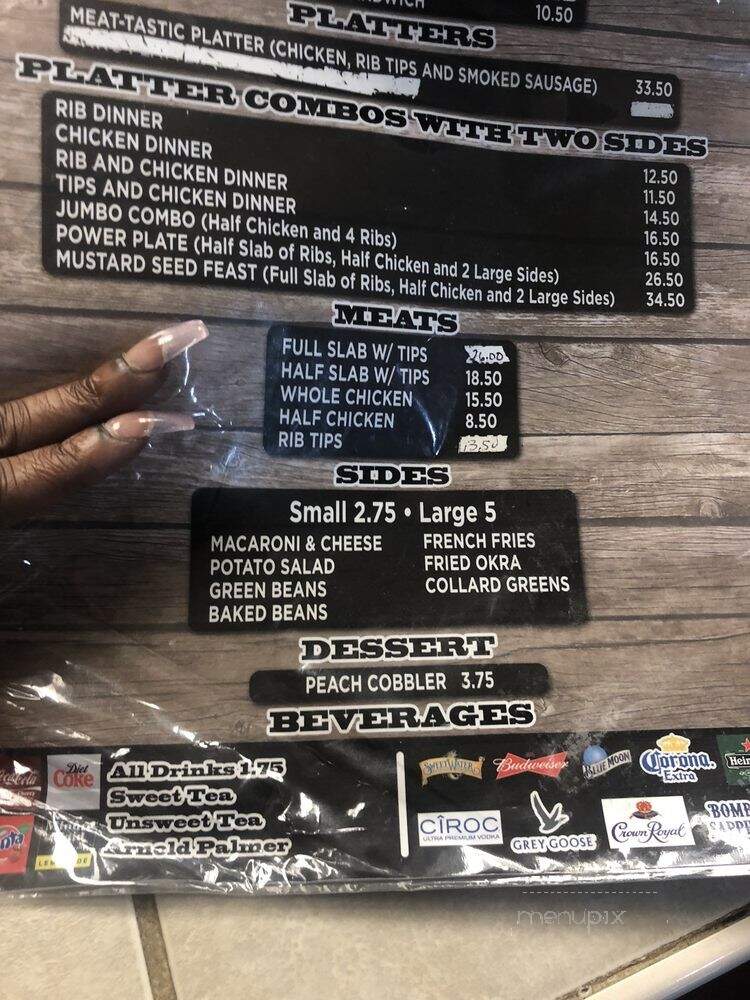 10.50
PLATTERS
MEAT-TASTIC PLATTER (CHICKEN, RIB TIPS AND SMOKED SAUSAGE) 33.50
PLATTER COMBOS WITH TWO SIDES
RIB DINNER 12.50
CHICKEN DINNER 11.50
RIB AND CHICKEN DINNER 14.50
TIPS AND CHICKEN DINNER 16.50
JUMBO COMBO (Half Chicken and 4 Ribs) 16.50
POWER PLATE (Half Slab of Ribs, Half Chicken and 2 Large Sides) 26.50
MUSTARD SEED FEAST (Full Slab of Ribs, Half Chicken and 2 Large Sides) 34.50
MEATS
FULL SLAB W/ TIPS 26.00
HALF SLAB W/ TIPS 18.50
WHOLE CHICKEN 15.50
HALF CHICKEN 8.50
RIB TIPS 13.50
SIDES
Small 2.75 • Large 5
MACARONI & CHEESE FRENCH FRIES
POTATO SALAD FRIED OKRA
GREEN BEANS COLLARD GREENS
BAKED BEANS
DESSERT
PEACH COBBLER 3.75
BEVERAGES
Diet Coke
All Drinks 1.75
Sweet Tea
Unsweet Tea
Arnold Palmer
SWEETWATER Budweiser BLUE MOON Corona Extra
CÎROC
ULTRA PREMIUM VODKA
GREY GOOSE
Crown Royal
menupix